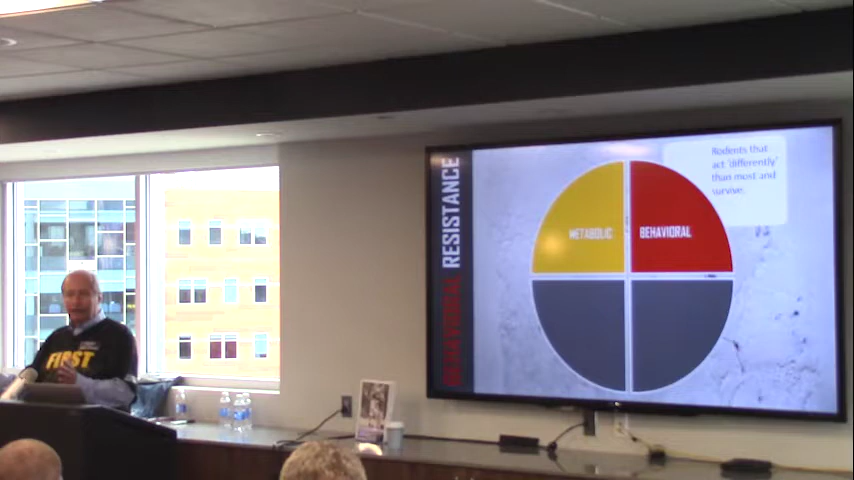 FIRST
BEHAVIORAL RESISTANCE
METABOLIC
BEHAVIORAL
Rodents that
act 'differently'
than most and
survive.